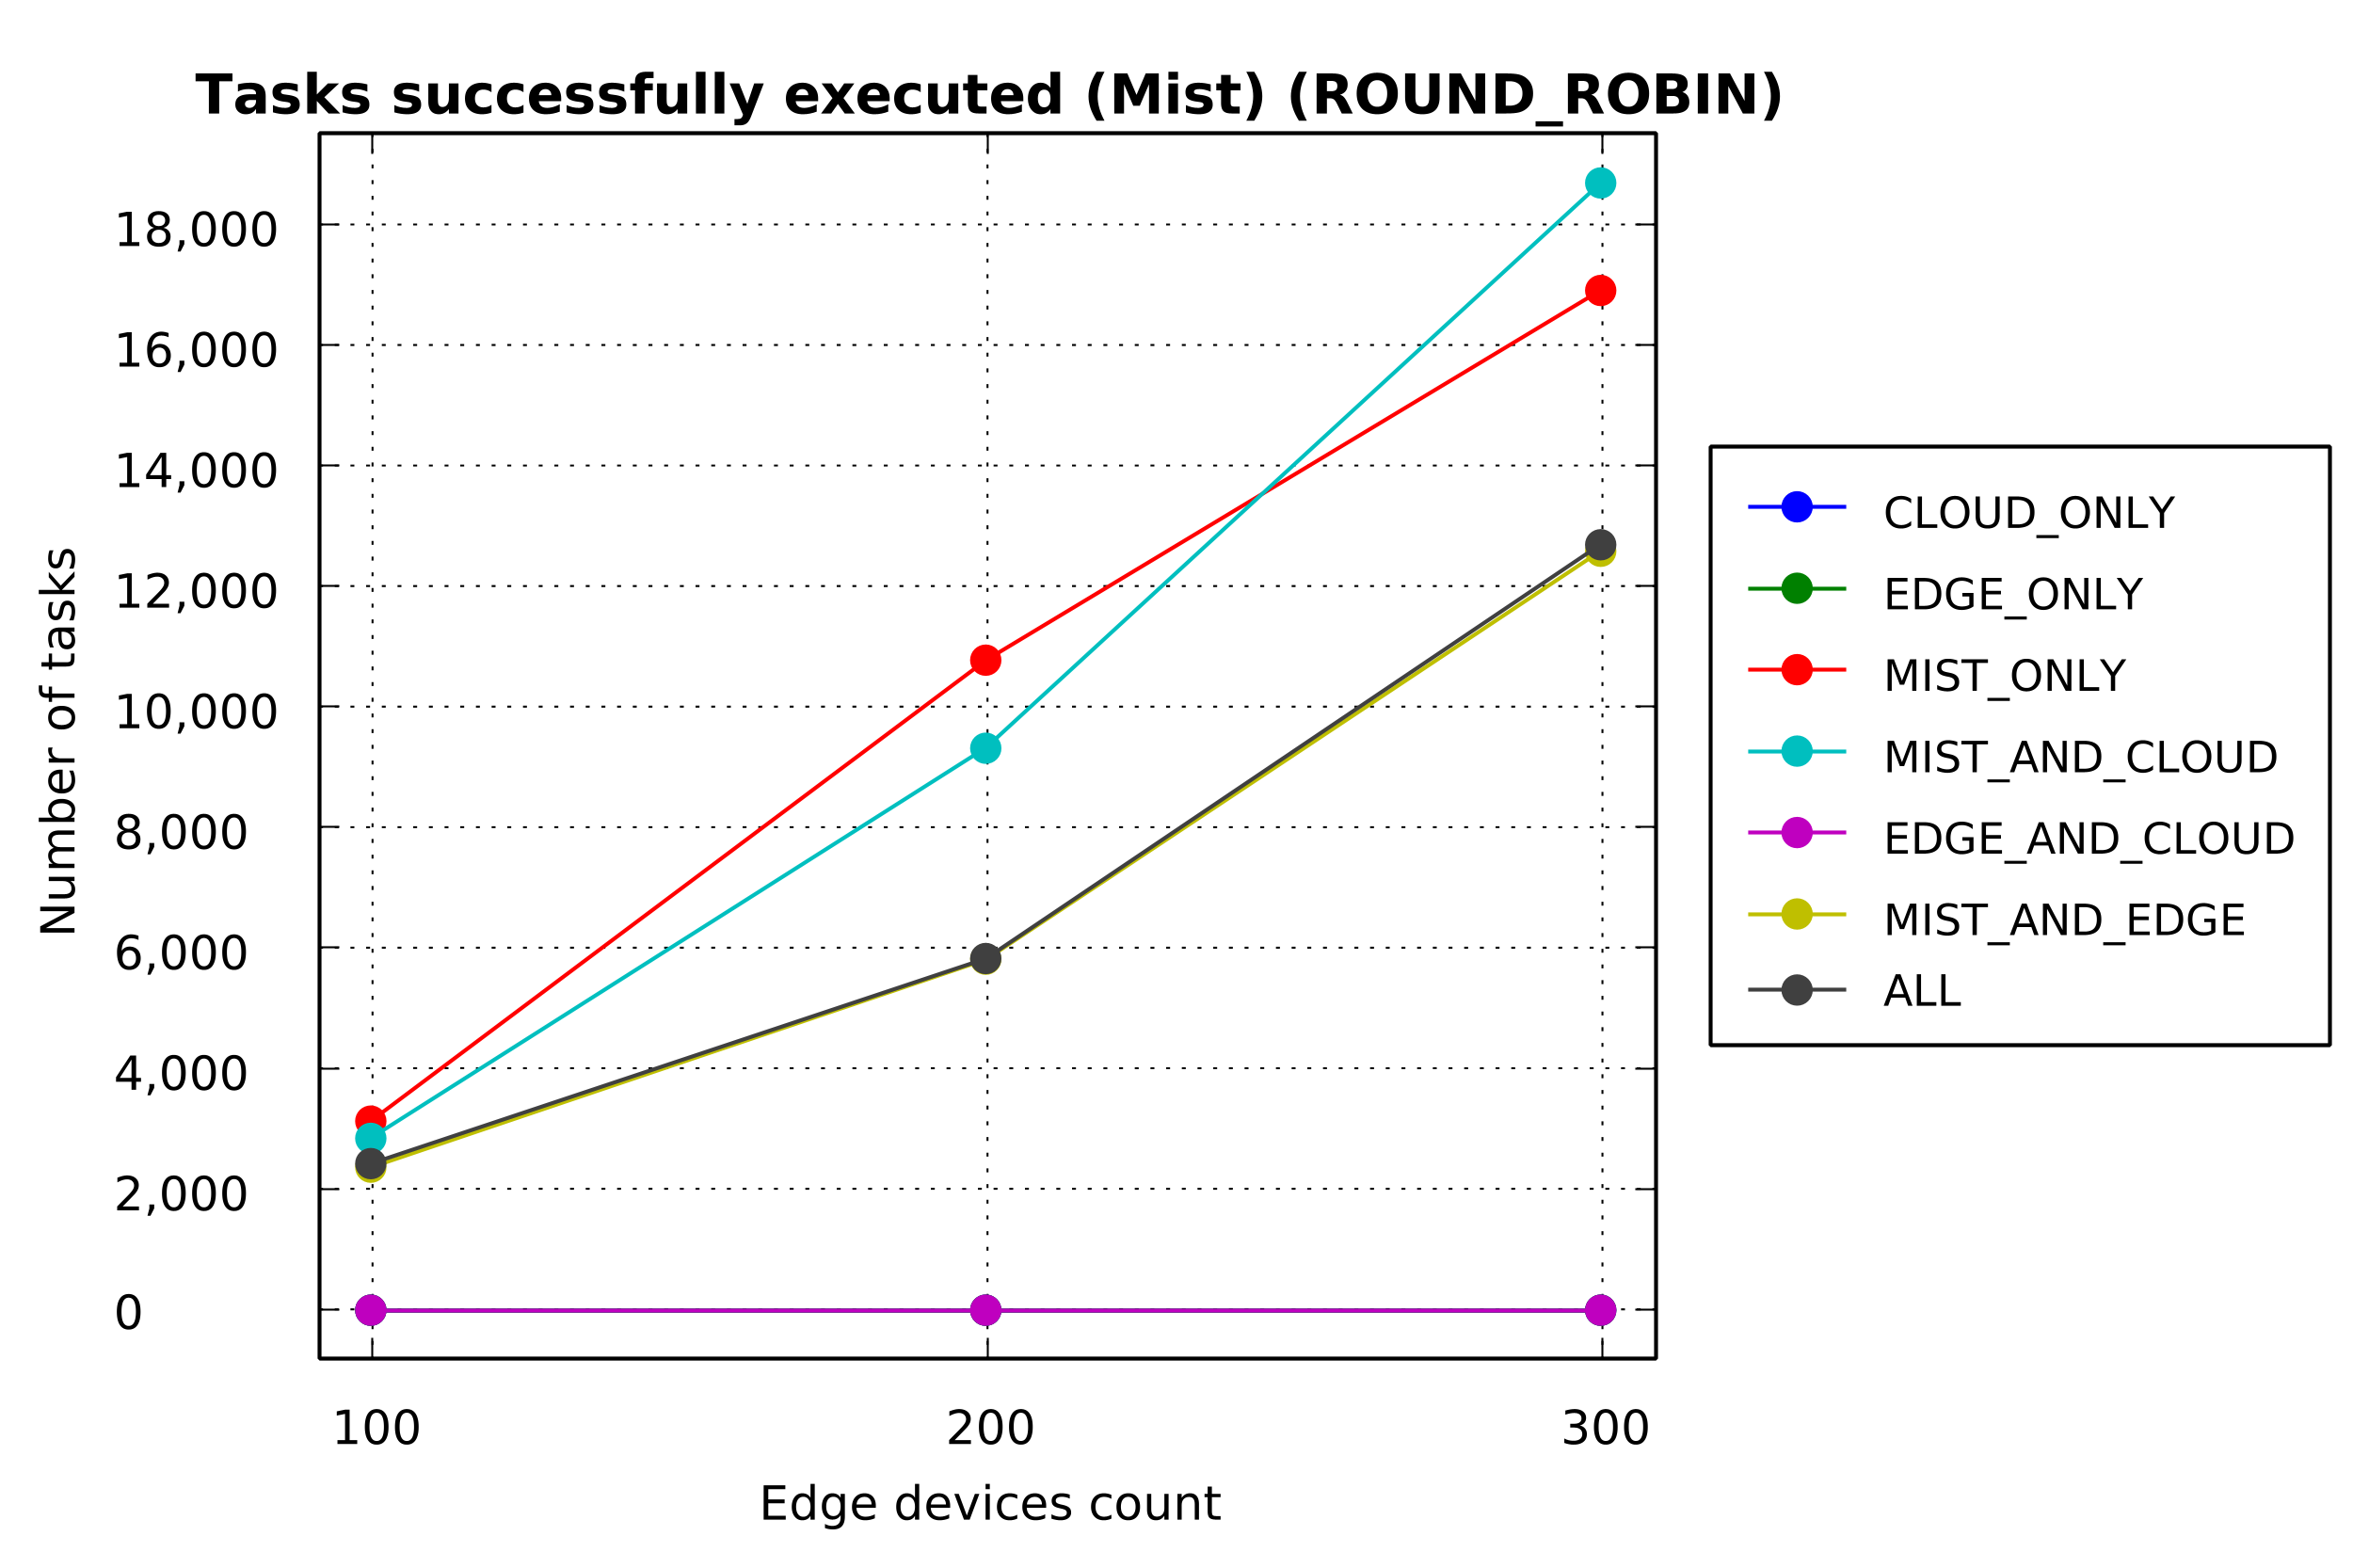 Tasks successfully executed (Mist) (ROUND_ROBIN)
18,000
16,000
14,000
12,000
10,000
8,000
6,000
4,000
2,000
0
Number of tasks
100
200
300
Edge devices count
CLOUD_ONLY
EDGE_ONLY
MIST_ONLY
MIST_AND_CLOUD
EDGE_AND_CLOUD
MIST_AND_EDGE
ALL